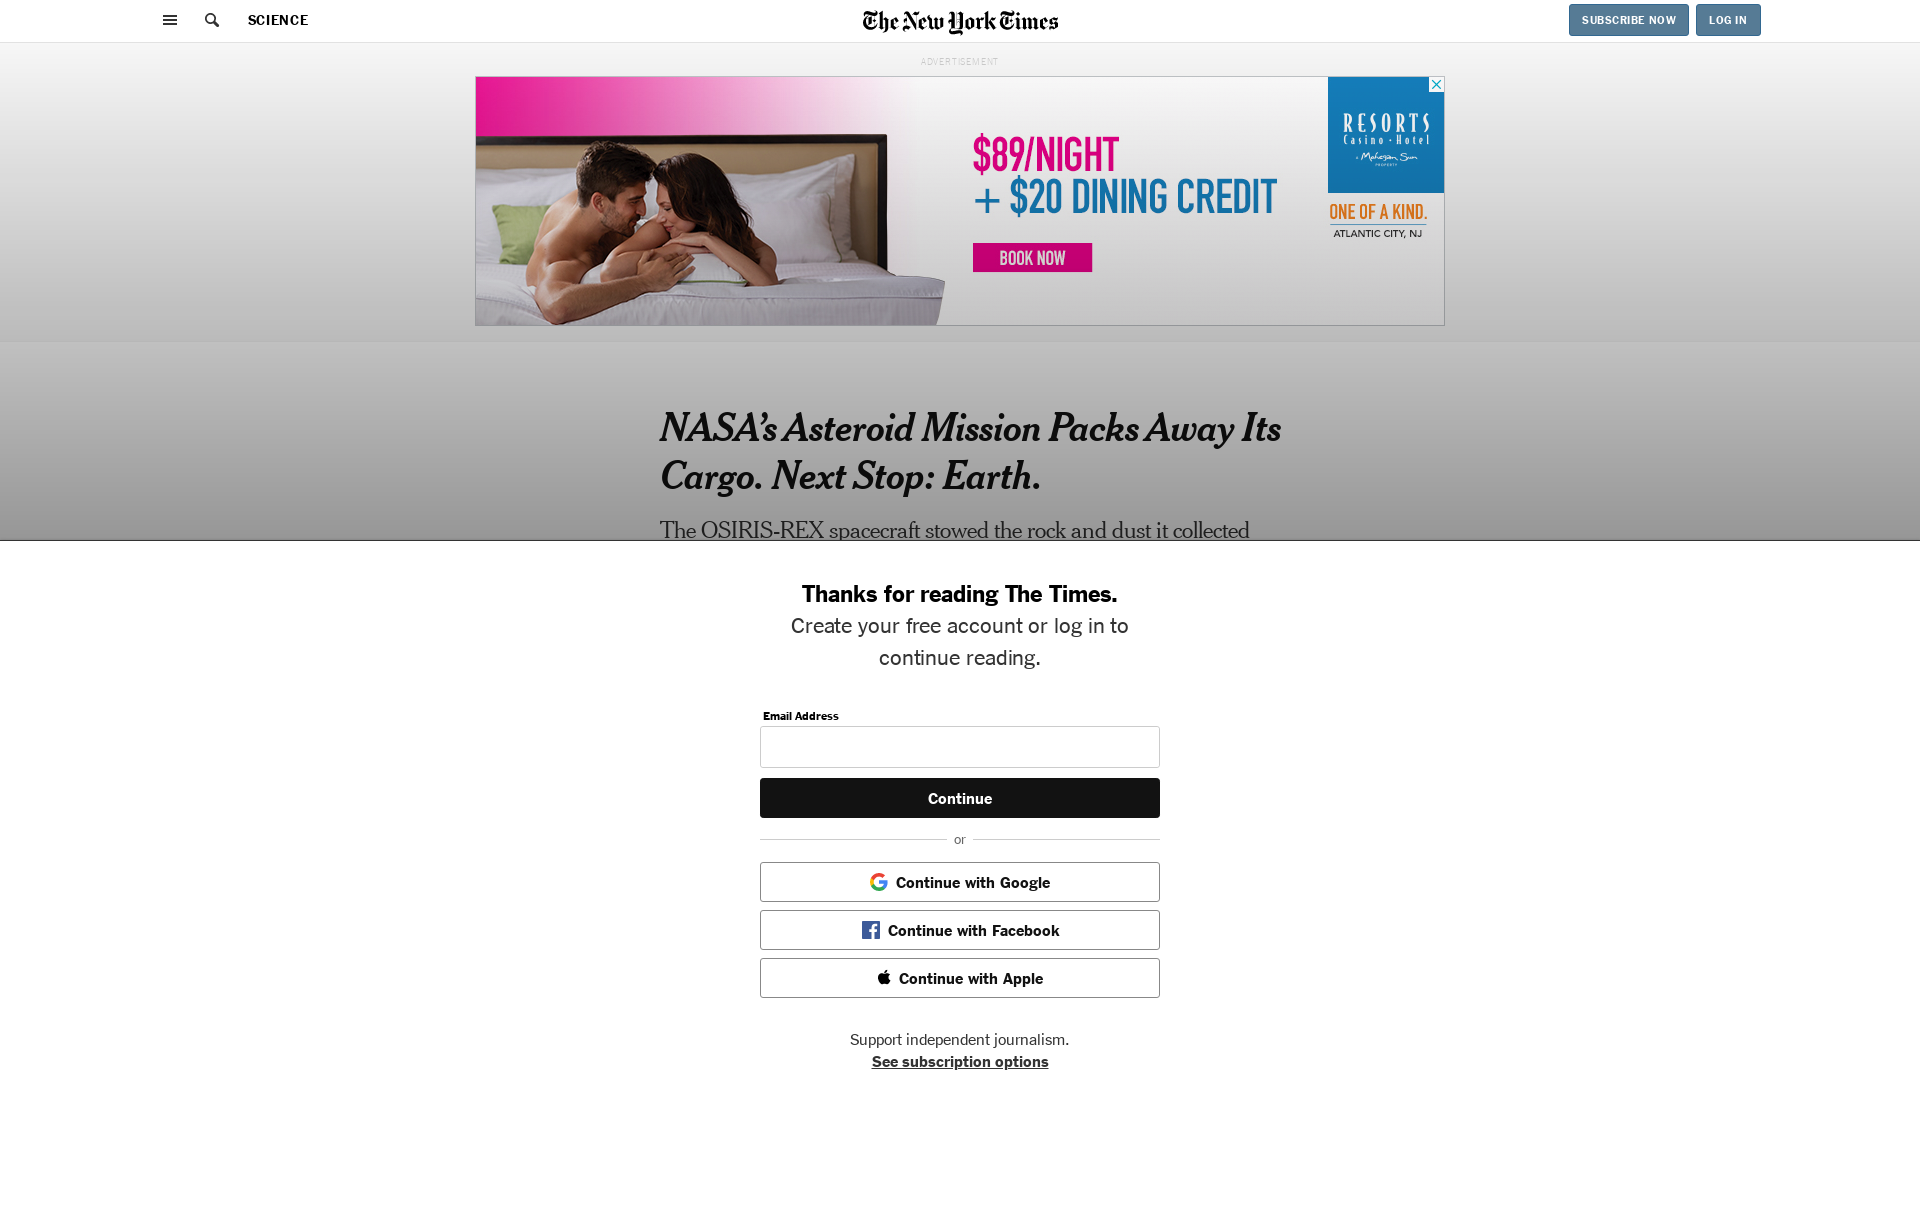 SCIENCE
The New York Times
SUBSCRIBE NOW
LOG IN
ADVERTISEMENT
$89/NIGHT
+ $20 DINING CREDIT
BOOK NOW
RESORTS
Casino • Hotel
a Mohegan Sun
PROPERTY
ONE OF A KIND.
ATLANTIC CITY, NJ
NASA’s Asteroid Mission Packs Away Its
Cargo. Next Stop: Earth.
The OSIRIS-REX spacecraft stowed the rock and dust it collected
Thanks for reading The Times.
Create your free account or log in to
continue reading.
Email Address
Continue
or
Continue with Google
Continue with Facebook
Continue with Apple
Support independent journalism.
See subscription options